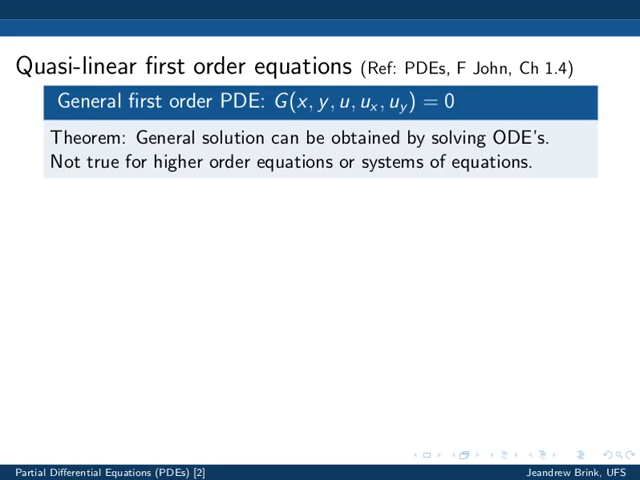 Quasi-linear first order equations (Ref: PDEs, F John, Ch 1.4)
General first order PDE: G(x, y, u, uₓ, u_y) = 0
Theorem: General solution can be obtained by solving ODE's.
Not true for higher order equations or systems of equations.
Partial Differential Equations (PDEs) [2]
Jeandrew Brink, UFS